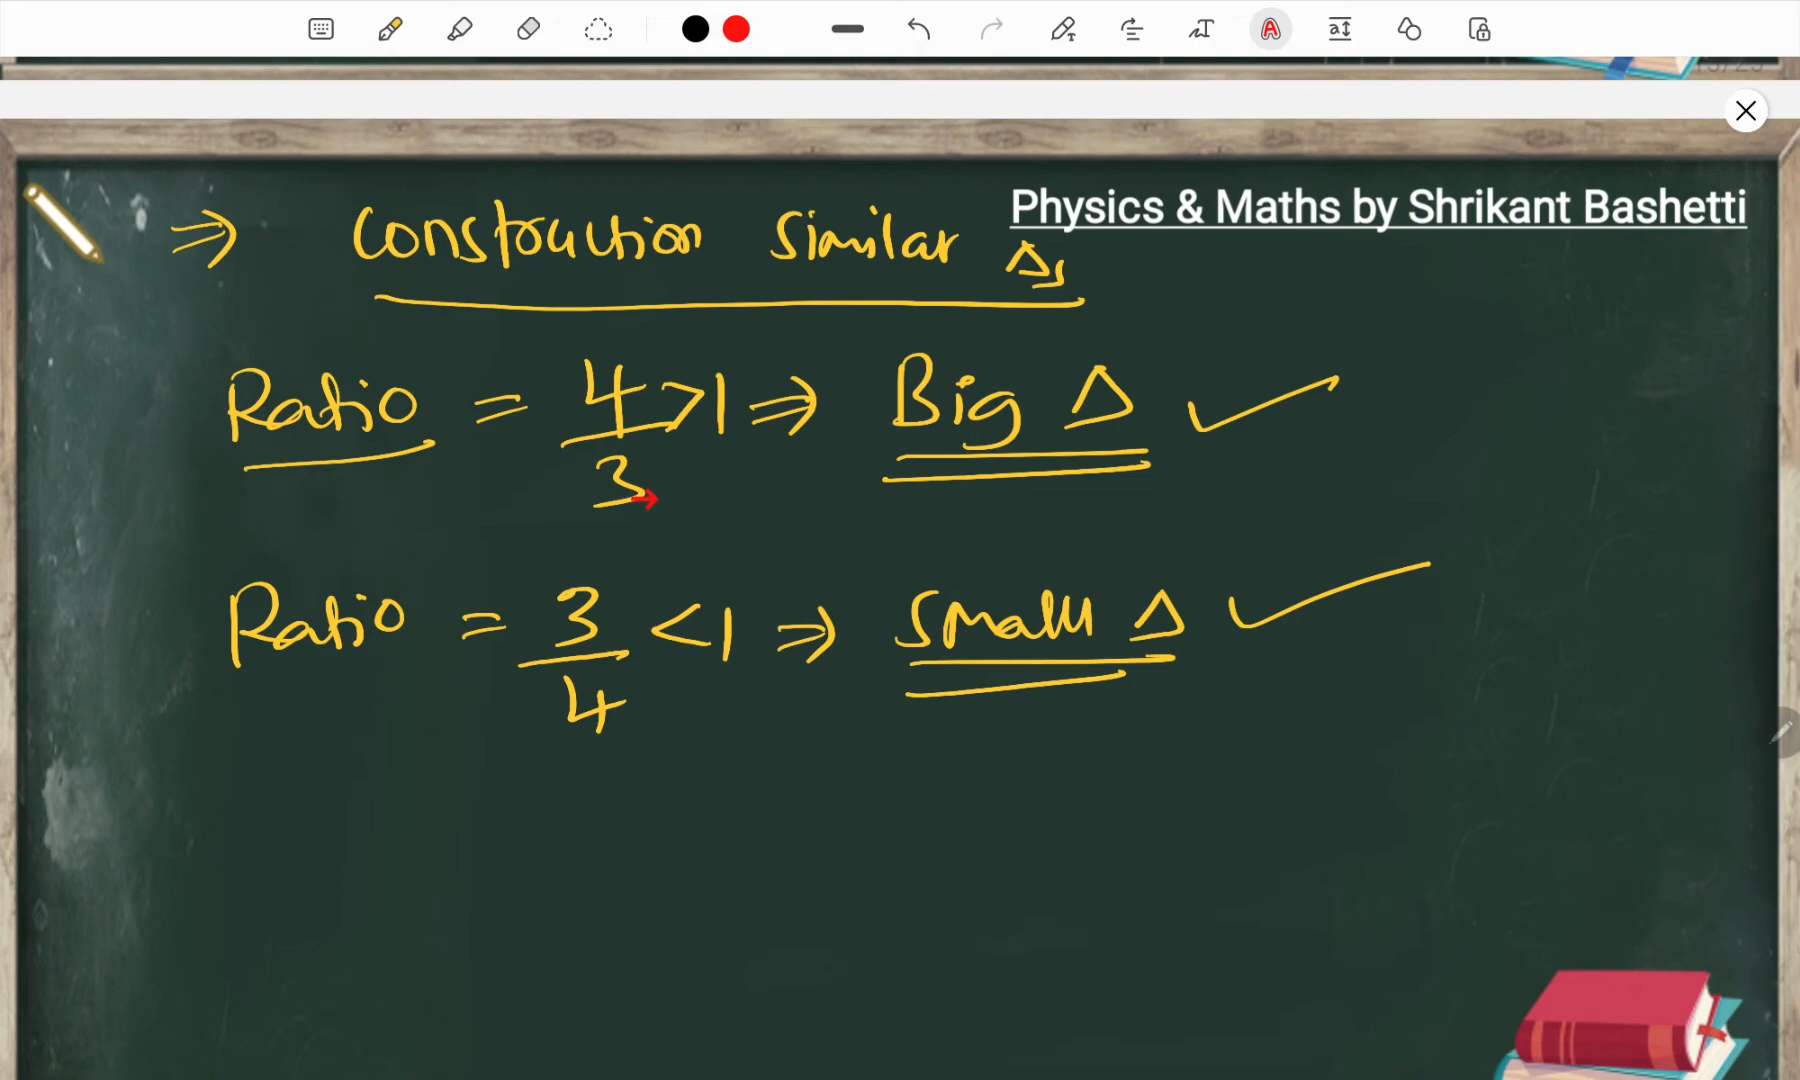 Physics & Maths by Shrikant Bashetti
⇒ Construction Similar Δs
Ratio = 4/3 >1 ⇒ Big Δ ✓
Ratio = 3/4 <1 ⇒ Small Δ ✓